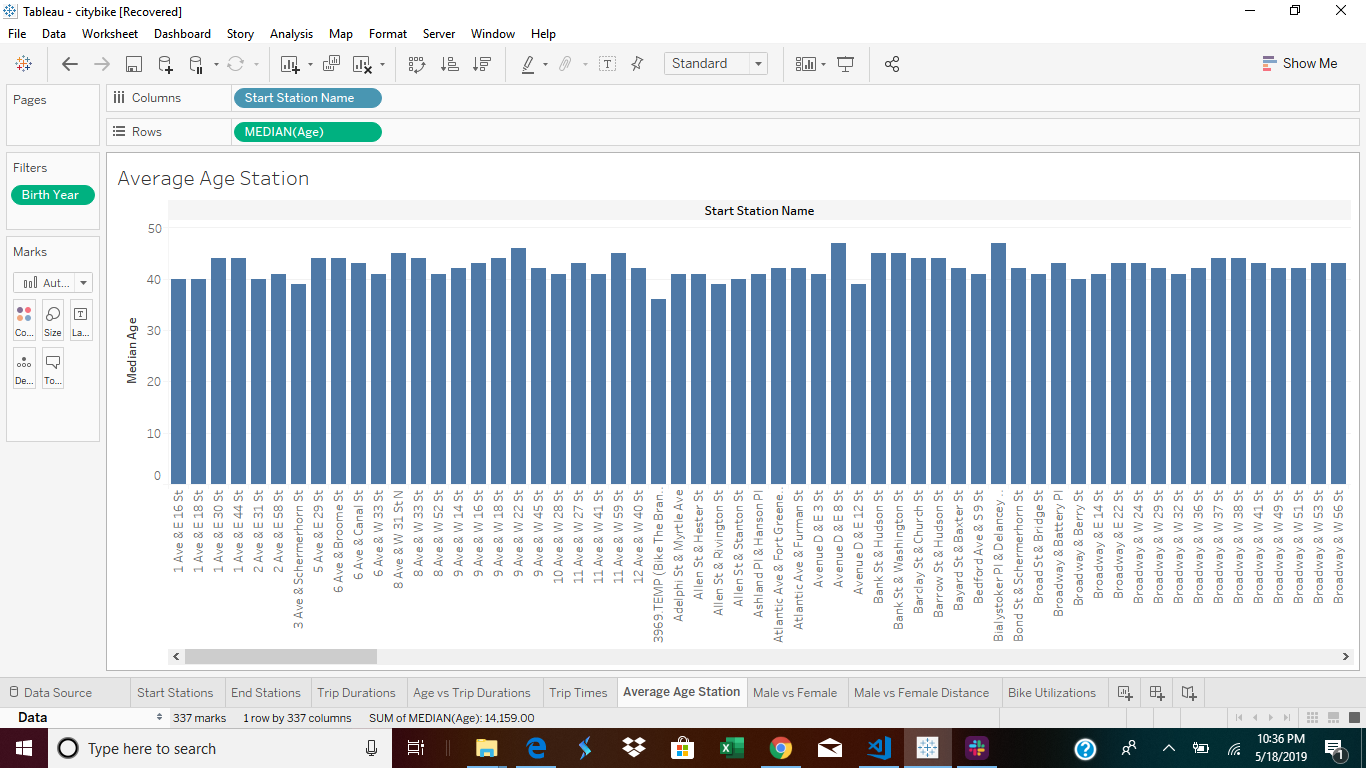 Tableau - citybike [Recovered]
File Data Worksheet Dashboard Story Analysis Map Format Server Window Help
Standard
Show Me
Pages
Columns
Start Station Name
Rows
MEDIAN(Age)
Filters
Birth Year
Marks
Aut...
Co...
Size
La...
De...
To...
Average Age Station
Start Station Name
Median Age
50
40
30
20
10
0
1 Ave & E 16 St
1 Ave & E 18 St
1 Ave & E 30 St
1 Ave & E 44 St
2 Ave & E 31 St
2 Ave & E 58 St
3 Ave & Schermerhorn St
5 Ave & E 29 St
6 Ave & Broome St
6 Ave & Canal St
6 Ave & W 33 St
8 Ave & W 31 St N
8 Ave & W 33 St
8 Ave & W 52 St
9 Ave & W 14 St
9 Ave & W 16 St
9 Ave & W 18 St
9 Ave & W 22 St
9 Ave & W 45 St
10 Ave & W 28 St
11 Ave & W 27 St
11 Ave & W 41 St
11 Ave & W 59 St
12 Ave & W 40 St
3969.TEMP (Bike The Bran..
Adelphi St & Myrtle Ave
Allen St & Hester St
Allen St & Rivington St
Allen St & Stanton St
Ashland Pl & Hanson Pl
Atlantic Ave & Fort Greene..
Atlantic Ave & Furman St
Avenue D & E 3 St
Avenue D & E 8 St
Avenue D & E 12 St
Bank St & Hudson St
Bank St & Washington St
Barclay St & Church St
Barrow St & Hudson St
Bayard St & Baxter St
Bedford Ave & S 9 St
Bialystoker Pl & Delancey ..
Bond St & Schermerhorn St
Broad St & Bridge St
Broadway & Battery Pl
Broadway & Berry St
Broadway & E 14 St
Broadway & E 22 St
Broadway & W 24 St
Broadway & W 29 St
Broadway & W 32 St
Broadway & W 36 St
Broadway & W 37 St
Broadway & W 38 St
Broadway & W 41 St
Broadway & W 49 St
Broadway & W 51 St
Broadway & W 53 St
Broadway & W 56 St
Data Source Start Stations End Stations Trip Durations Age vs Trip Durations Trip Times Average Age Station Male vs Female Male vs Female Distance Bike Utilizations
Data 337 marks 1 row by 337 columns SUM of MEDIAN(Age): 14,159.00
Type here to search
10:36 PM
5/18/2019
1